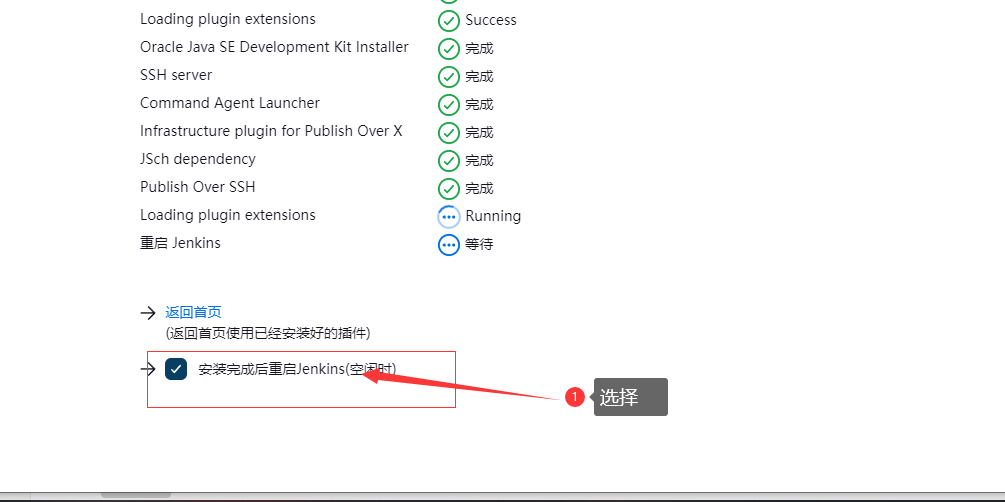 Loading plugin extensions Success
Oracle Java SE Development Kit Installer 完成
SSH server 完成
Command Agent Launcher 完成
Infrastructure plugin for Publish Over X 完成
JSch dependency 完成
Publish Over SSH 完成
Loading plugin extensions Running
重启 Jenkins 等待
返回首页
(返回首页使用已经安装好的插件)
安装完成后重启Jenkins(空闲时)
1 选择